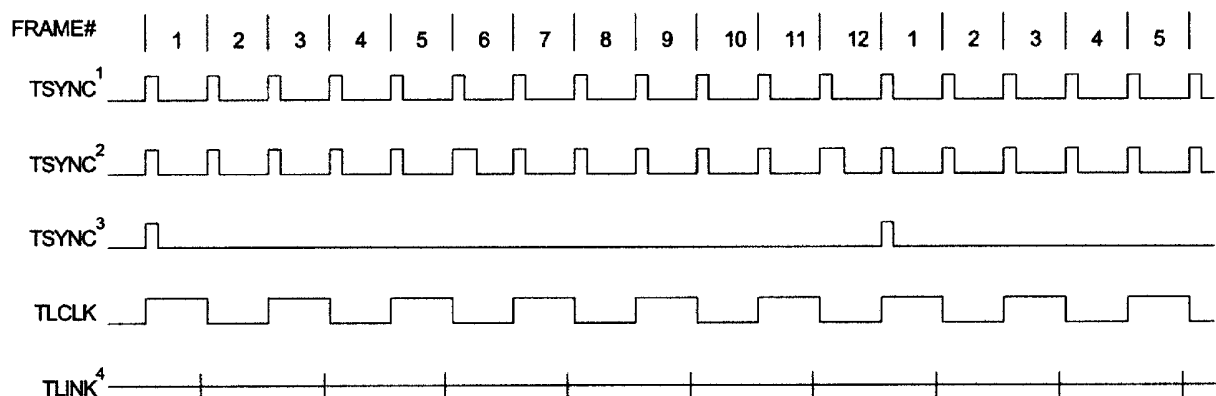 FRAME# 1 2 3 4 5 6 7 8 9 10 11 12 1 2 3 4 5
TSYNC1
TSYNC2
TSYNC3
TLCLK
TLINK4